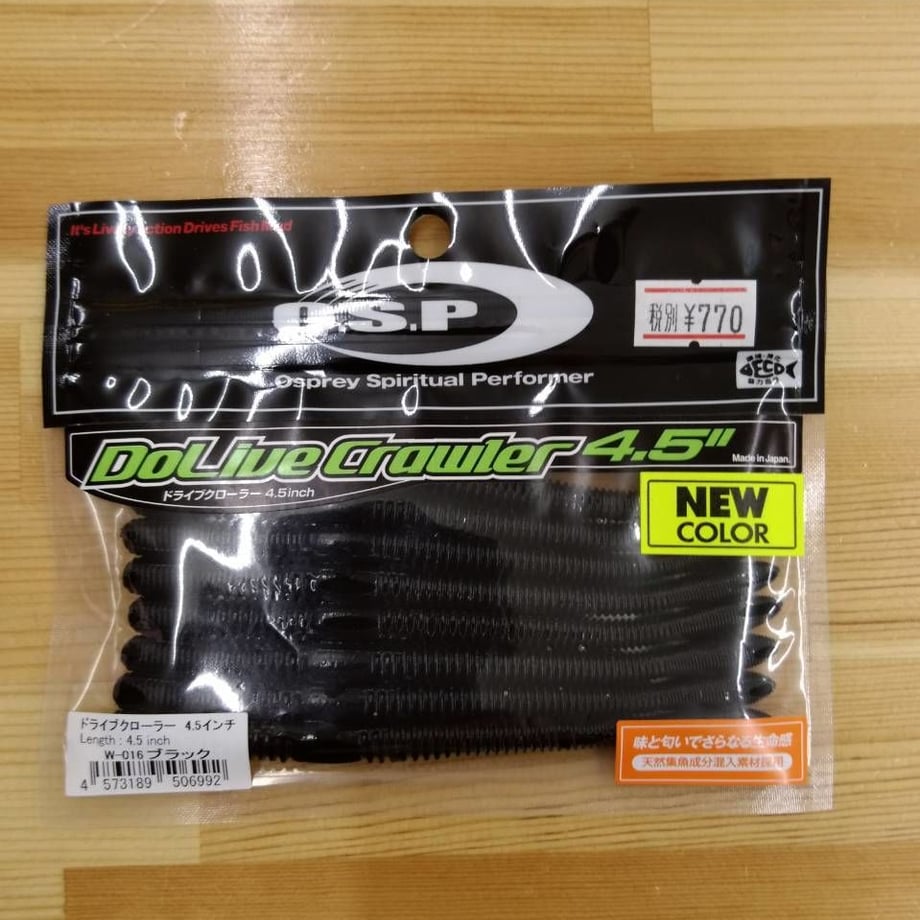 It's Live Action Drives Fish Mad
O.S.P
Osprey Spiritual Performer
税別 ¥770
ECO
DoLive Crawler 4.5"
ドライブクローラー 4.5inch
Made in Japan.
NEW
COLOR
ドライブクローラー 4.5インチ
Length : 4.5 inch
W-016 ブラック
4 573189 506992
味と匂いでさらなる生命感
天然集魚成分混入素材採用